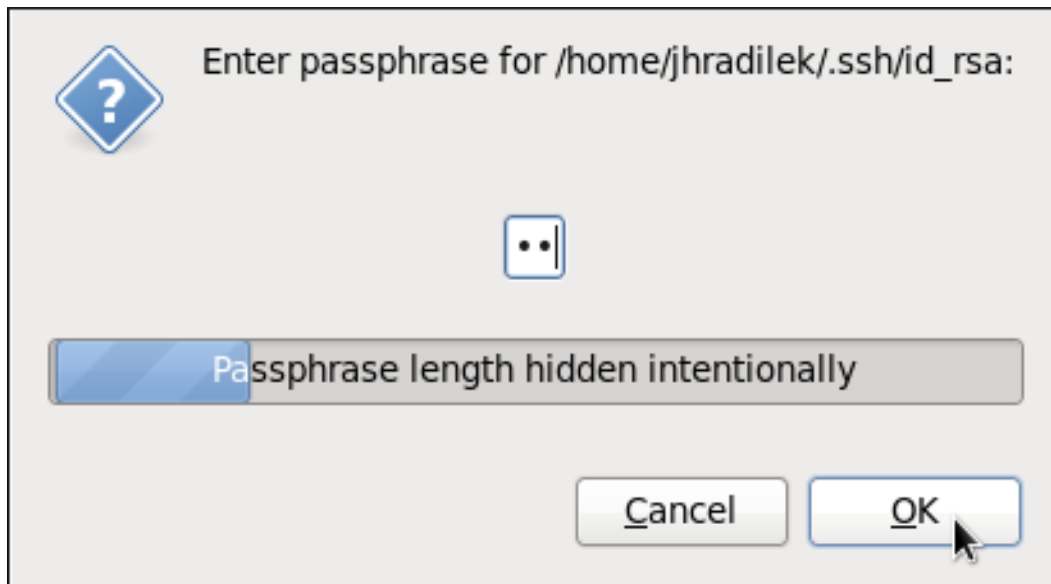 Enter passphrase for /home/jhradilek/.ssh/id_rsa:
••
Passphrase length hidden intentionally
Cancel
OK